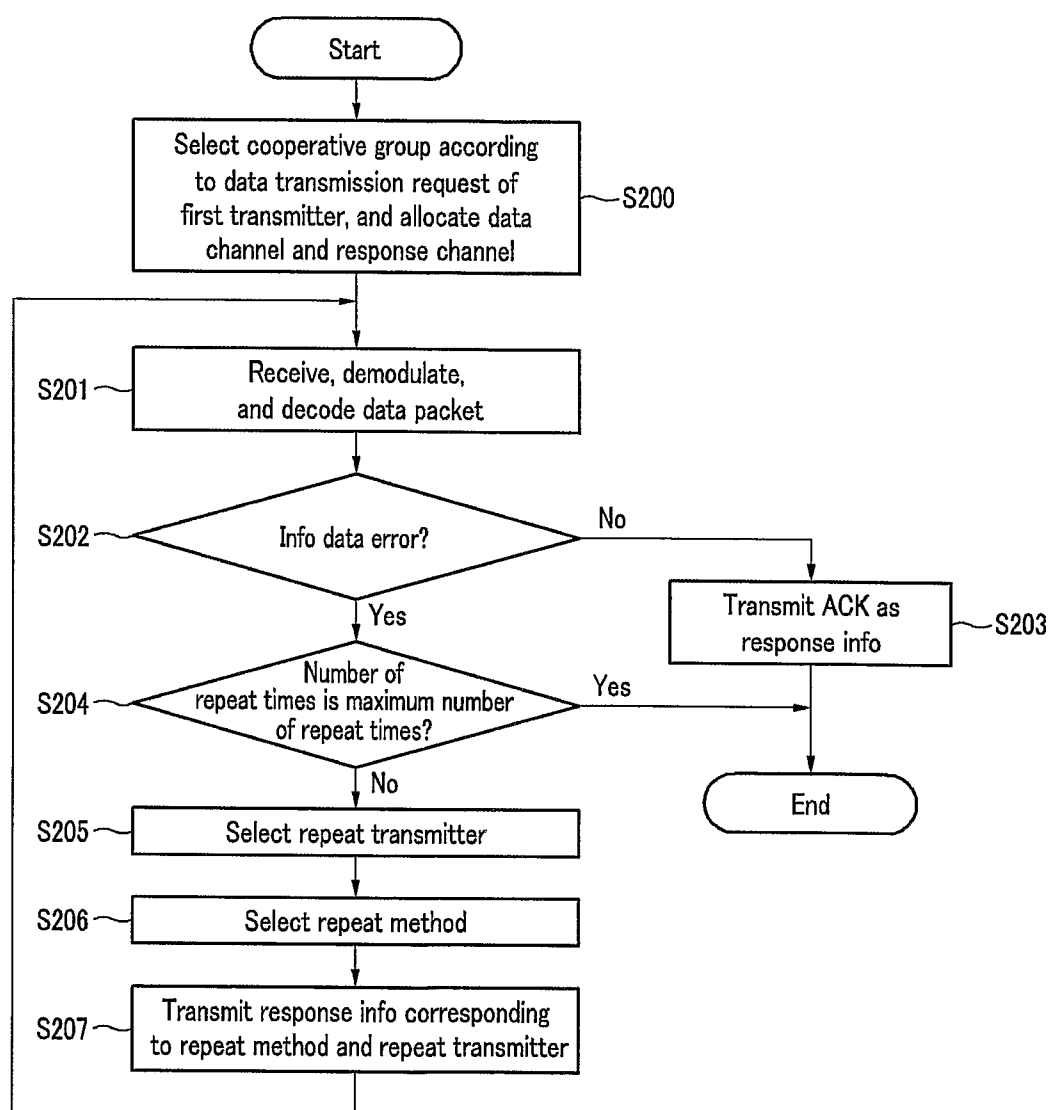 Start
Select cooperative group according
to data transmission request of
first transmitter, and allocate data
channel and response channel
S200
S201
Receive, demodulate,
and decode data packet
S202
Info data error?
No
Yes
Transmit ACK as
response info
S203
S204
Number of
repeat times is maximum number
of repeat times?
Yes
No
End
S205
Select repeat transmitter
S206
Select repeat method
S207
Transmit response info corresponding
to repeat method and repeat transmitter